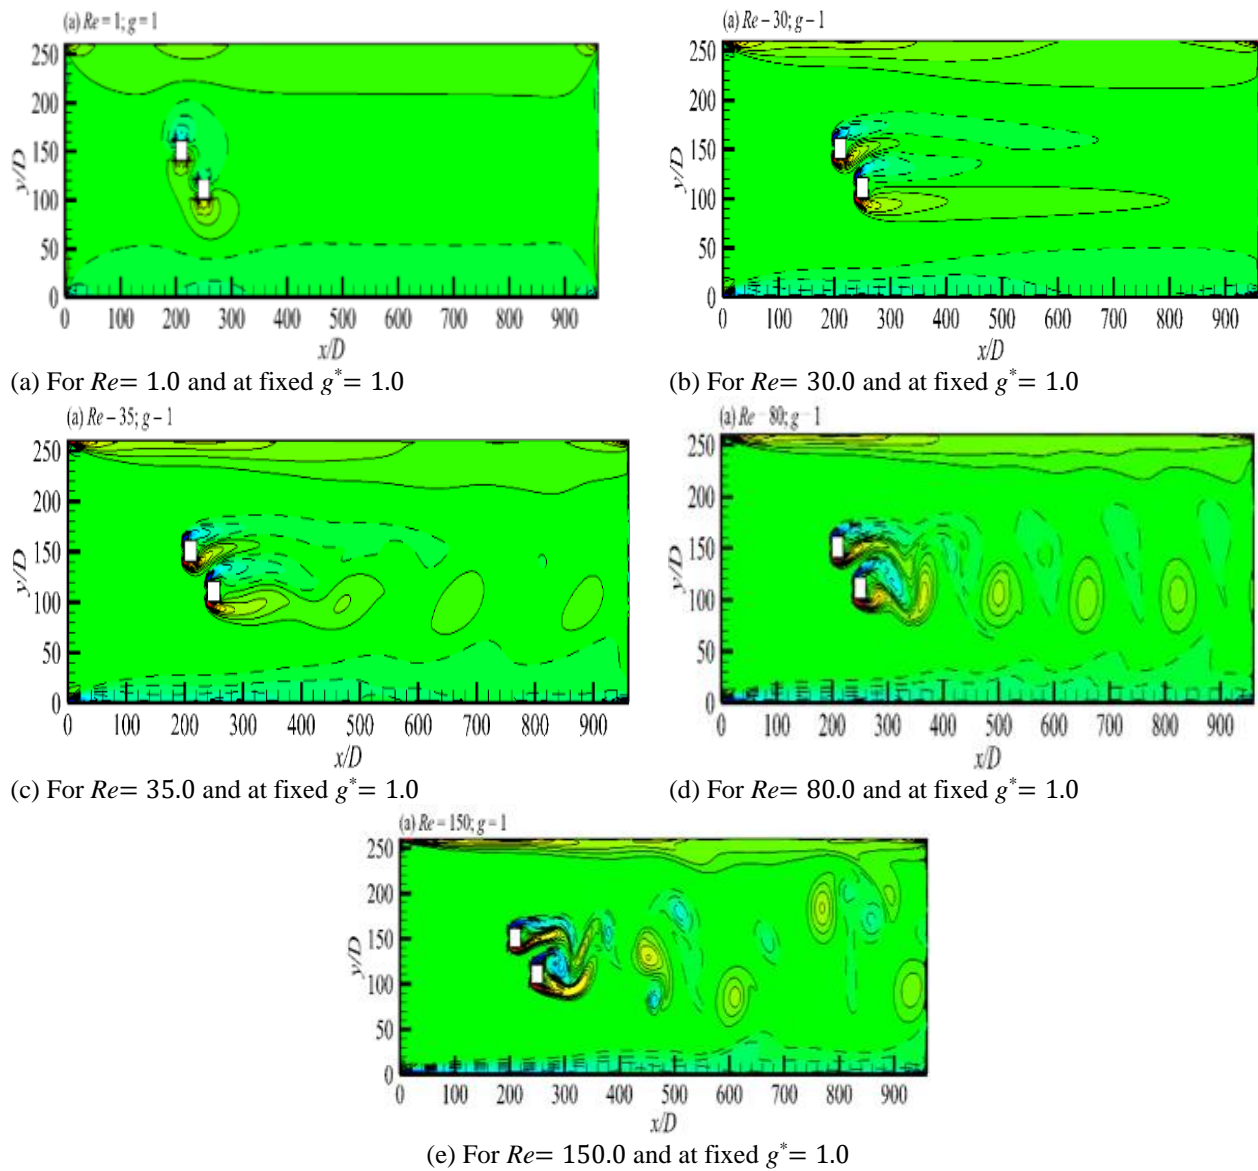 (a) Re = 1; g = 1
(a) Re – 30; g – 1
250
200
150
100
50
0
y/D
0 100 200 300 400 500 600 700 800 900
x/D
250
200
150
100
50
0
y/D
0 100 200 300 400 500 600 700 800 900
x/D
(a) For Re= 1.0 and at fixed g*= 1.0
(b) For Re= 30.0 and at fixed g*= 1.0
(a) Re – 35; g – 1
(a) Re – 80; g – 1
250
200
150
100
50
0
y/D
0 100 200 300 400 500 600 700 800 900
x/D
250
200
150
100
50
0
y/D
0 100 200 300 400 500 600 700 800 900
x/D
(c) For Re= 35.0 and at fixed g*= 1.0
(d) For Re= 80.0 and at fixed g*= 1.0
(a) Re = 150; g = 1
250
200
150
100
50
0
y/D
0 100 200 300 400 500 600 700 800 900
x/D
(e) For Re= 150.0 and at fixed g*= 1.0